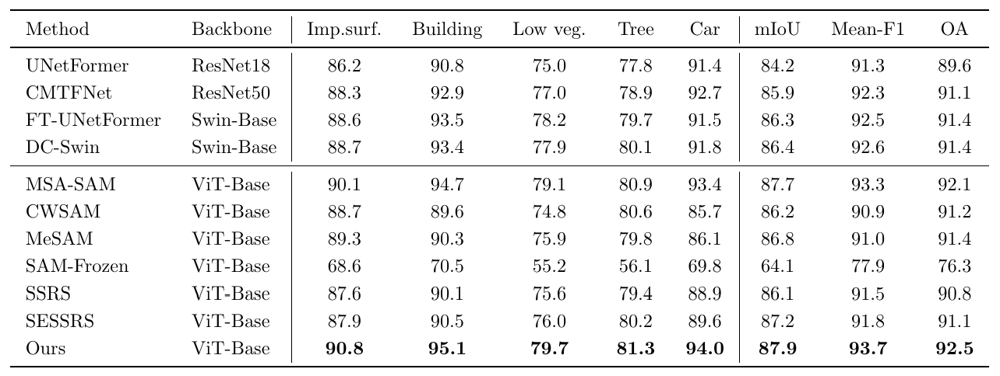 Method Backbone Imp.surf. Building Low veg. Tree Car mIoU Mean-F1 OA
UNetFormer ResNet18 86.2 90.8 75.0 77.8 91.4 84.2 91.3 89.6
CMTFNet ResNet50 88.3 92.9 77.0 78.9 92.7 85.9 92.3 91.1
FT-UNetFormer Swin-Base 88.6 93.5 78.2 79.7 91.5 86.3 92.5 91.4
DC-Swin Swin-Base 88.7 93.4 77.9 80.1 91.8 86.4 92.6 91.4
MSA-SAM ViT-Base 90.1 94.7 79.1 80.9 93.4 87.7 93.3 92.1
CWSAM ViT-Base 88.7 89.6 74.8 80.6 85.7 86.2 90.9 91.2
MeSAM ViT-Base 89.3 90.3 75.9 79.8 86.1 86.8 91.0 91.4
SAM-Frozen ViT-Base 68.6 70.5 55.2 56.1 69.8 64.1 77.9 76.3
SSRS ViT-Base 87.6 90.1 75.6 79.4 88.9 86.1 91.5 90.8
SESSRS ViT-Base 87.9 90.5 76.0 80.2 89.6 87.2 91.8 91.1
Ours ViT-Base 90.8 95.1 79.7 81.3 94.0 87.9 93.7 92.5